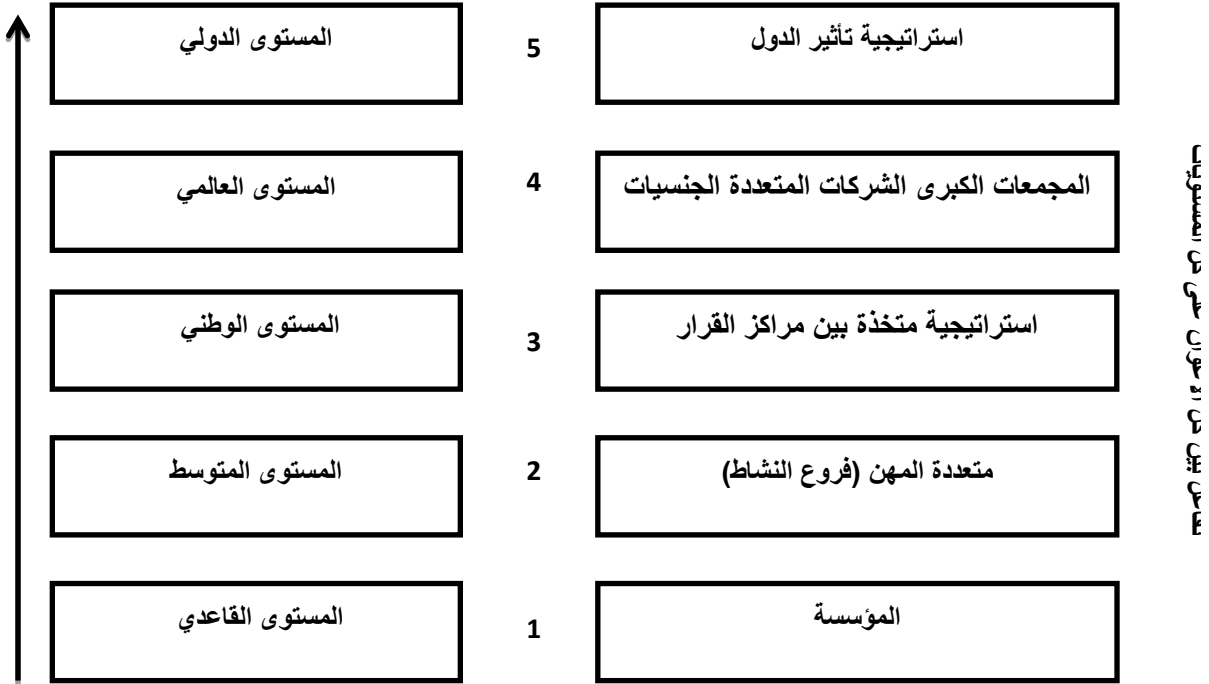 المستوى الدولي 5 استراتيجية تأثير الدول
المستوى العالمي 4 المجمعات الكبرى الشركات المتعددة الجنسيات
المستوى الوطني 3 استراتيجية متخذة بين مراكز القرار
المستوى المتوسط 2 متعددة المهن (فروع النشاط)
المستوى القاعدي 1 المؤسسة